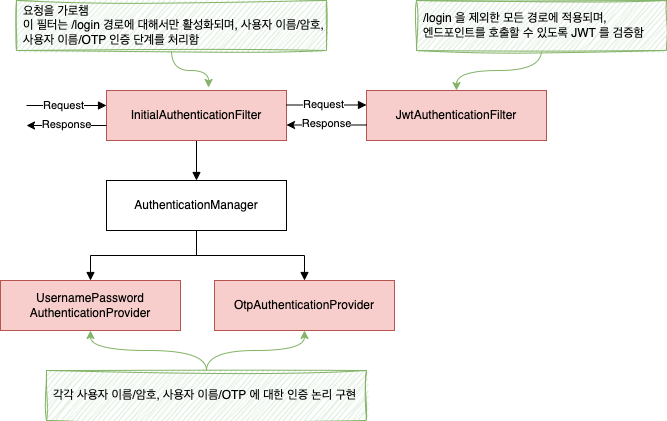 요청을 가로챔
이 필터는 /login 경로에 대해서만 활성화되며, 사용자 이름/암호,
사용자 이름/OTP 인증 단계를 처리함
/login 을 제외한 모든 경로에 적용되며,
엔드포인트를 호출할 수 있도록 JWT 를 검증함
Request
Response
InitialAuthenticationFilter
Request
Response
JwtAuthenticationFilter
AuthenticationManager
UsernamePassword
AuthenticationProvider
OtpAuthenticationProvider
각각 사용자 이름/암호, 사용자 이름/OTP 에 대한 인증 논리 구현